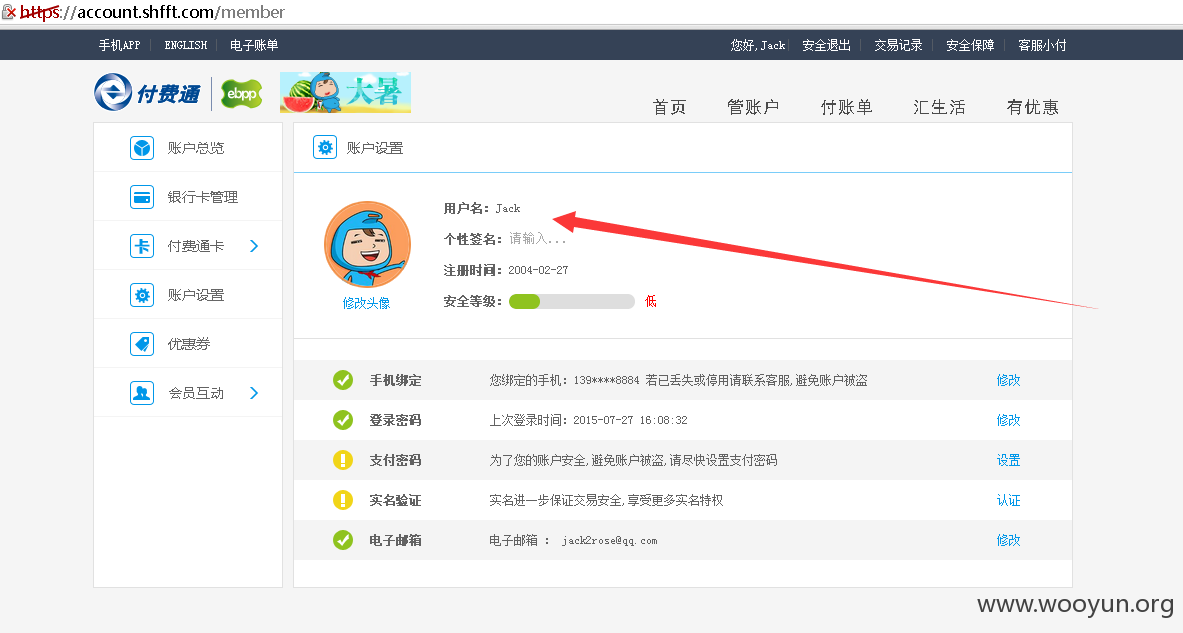 https://account.shfft.com/member
手机APP ENGLISH 电子账单 您好,Jack 安全退出 交易记录 安全保障 客服小付
付费通 ebpp 大暑
首页 管账户 付账单 汇生活 有优惠
账户总览
银行卡管理
付费通卡
账户设置
优惠券
会员互动
账户设置
用户名：Jack
个性签名：请输入...
注册时间：2004-02-27
安全等级： 低
修改头像
手机绑定 您绑定的手机：139****8884 若已丢失或停用请联系客服,避免账户被盗 修改
登录密码 上次登录时间：2015-07-27 16:08:32 修改
支付密码 为了您的账户安全,避免账户被盗,请尽快设置支付密码 设置
实名验证 实名进一步保证交易安全,享受更多实名特权 认证
电子邮箱 电子邮箱 ： jack2rose@qq.com 修改
www.wooyun.org